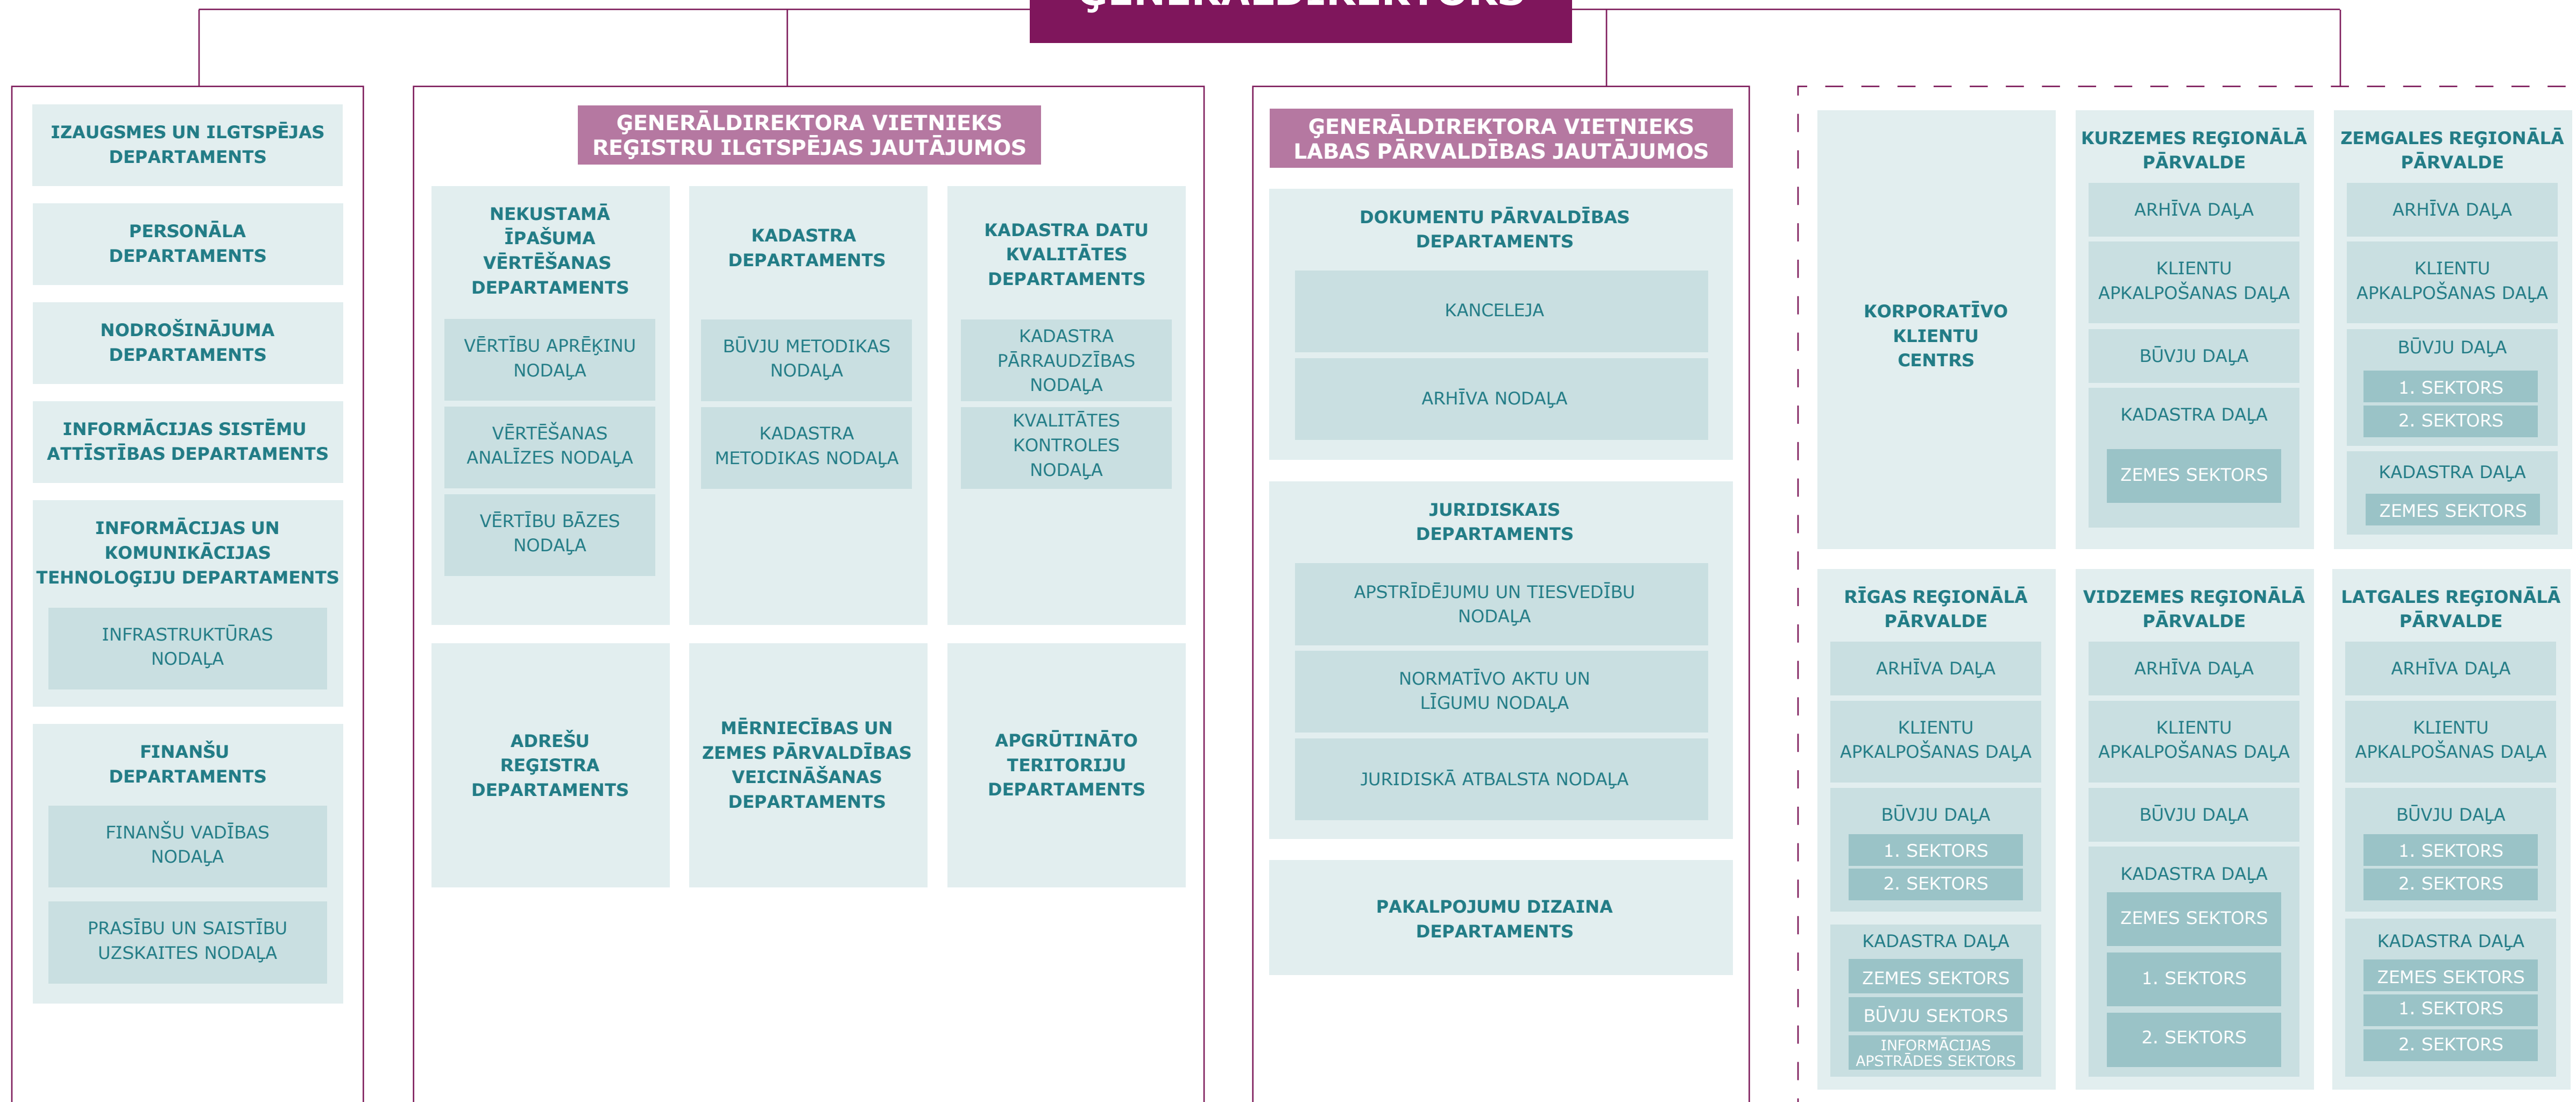 ĢENERĀLDIREKTORS
IZAUGSMES UN ILGTSPĒJAS
DEPARTAMENTS
PERSONĀLA
DEPARTAMENTS
NODROŠINĀJUMA
DEPARTAMENTS
INFORMĀCIJAS SISTĒMU
ATTĪSTĪBAS DEPARTAMENTS
INFORMĀCIJAS UN
KOMUNIKĀCIJAS
TEHNOLOĢIJU DEPARTAMENTS
INFRASTRUKTŪRAS
NODAĻA
FINANŠU
DEPARTAMENTS
FINANŠU VADĪBAS
NODAĻA
PRASĪBU UN SAISTĪBU
UZSKAITES NODAĻA
ĢENERĀLDIREKTORA VIETNIEKS
REĢISTRU ILGTSPĒJAS JAUTĀJUMOS
NEKUSTAMĀ
ĪPAŠUMA
VĒRTĒŠANAS
DEPARTAMENTS
VĒRTĪBU APRĒĶINU
NODAĻA
VĒRTĒŠANAS
ANALĪZES NODAĻA
VĒRTĪBU BĀZES
NODAĻA
KADASTRA
DEPARTAMENTS
BŪVJU METODIKAS
NODAĻA
KADASTRA
METODIKAS NODAĻA
KADASTRA DATU
KVALITĀTES
DEPARTAMENTS
KADASTRA
PĀRRAUDZĪBAS
NODAĻA
KVALITĀTES
KONTROLES
NODAĻA
ADREŠU
REĢISTRA
DEPARTAMENTS
MĒRNIECĪBAS UN
ZEMES PĀRVALDĪBAS
VEICINĀŠANAS
DEPARTAMENTS
APGRŪTINĀTO
TERITORIJU
DEPARTAMENTS
ĢENERĀLDIREKTORA VIETNIEKS
LABAS PĀRVALDĪBAS JAUTĀJUMOS
DOKUMENTU PĀRVALDĪBAS
DEPARTAMENTS
KANCELEJA
ARHĪVA NODAĻA
JURIDISKAIS
DEPARTAMENTS
APSTRĪDĒJUMU UN TIESVEDĪBU
NODAĻA
NORMATĪVO AKTU UN
LĪGUMU NODAĻA
JURIDISKĀ ATBALSTA NODAĻA
PAKALPOJUMU DIZAINA
DEPARTAMENTS
KORPORATĪVO
KLIENTU
CENTRS
KURZEMES REĢIONĀLĀ
PĀRVALDE
ARHĪVA DAĻA
KLIENTU
APKALPOŠANAS DAĻA
BŪVJU DAĻA
KADASTRA DAĻA
ZEMES SEKTORS
ZEMGALES REĢIONĀLĀ
PĀRVALDE
ARHĪVA DAĻA
KLIENTU
APKALPOŠANAS DAĻA
BŪVJU DAĻA
1. SEKTORS
2. SEKTORS
KADASTRA DAĻA
ZEMES SEKTORS
RĪGAS REĢIONĀLĀ
PĀRVALDE
ARHĪVA DAĻA
KLIENTU
APKALPOŠANAS DAĻA
BŪVJU DAĻA
1. SEKTORS
2. SEKTORS
KADASTRA DAĻA
ZEMES SEKTORS
BŪVJU SEKTORS
INFORMĀCIJAS
APSTRĀDES SEKTORS
VIDZEMES REĢIONĀLĀ
PĀRVALDE
ARHĪVA DAĻA
KLIENTU
APKALPOŠANAS DAĻA
BŪVJU DAĻA
KADASTRA DAĻA
ZEMES SEKTORS
1. SEKTORS
2. SEKTORS
LATGALES REĢIONĀLĀ
PĀRVALDE
ARHĪVA DAĻA
KLIENTU
APKALPOŠANAS DAĻA
BŪVJU DAĻA
1. SEKTORS
2. SEKTORS
KADASTRA DAĻA
ZEMES SEKTORS
1. SEKTORS
2. SEKTORS